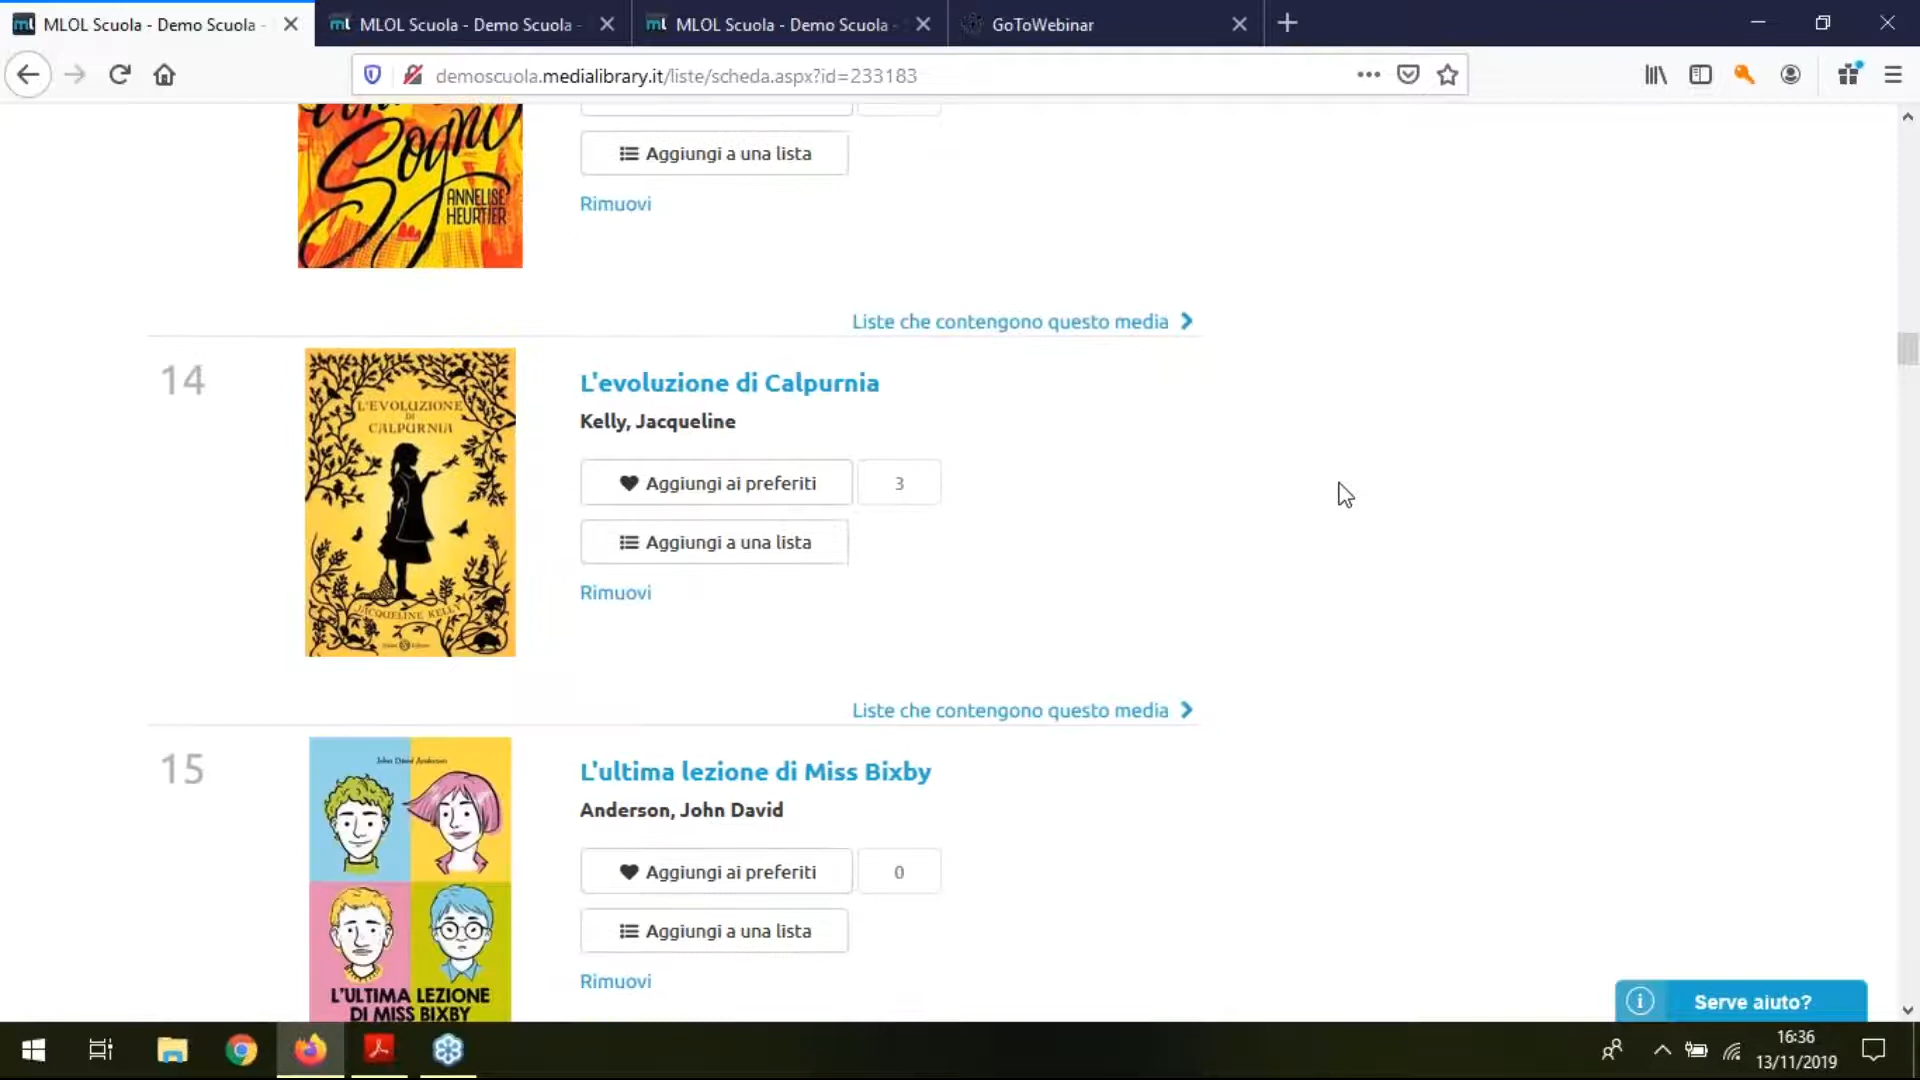 MLOL Scuola - Demo Scuola -
MLOL Scuola - Demo Scuola -
MLOL Scuola - Demo Scuola -
GoToWebinar
demoscuola.medialibrary.it/liste/scheda.aspx?id=233183
Sogni
ANNELISE
HEURTIER
Aggiungi a una lista
Rimuovi
Liste che contengono questo media
14
L'EVOLUZIONE
DI
CALPURNIA
JACQUELINE KELLY
L'evoluzione di Calpurnia
Kelly, Jacqueline
Aggiungi ai preferiti 3
Aggiungi a una lista
Rimuovi
Liste che contengono questo media
15
John David Anderson
L'ULTIMA LEZIONE
DI MISS BIXBY
L'ultima lezione di Miss Bixby
Anderson, John David
Aggiungi ai preferiti 0
Aggiungi a una lista
Rimuovi
Serve aiuto?
16:36
13/11/2019